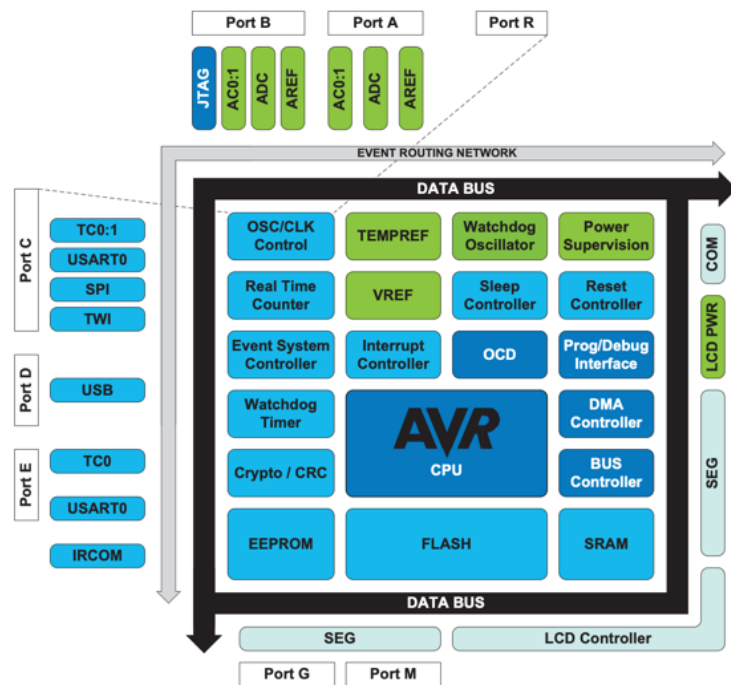 Port B
Port A
Port R
JTAG
AC0:1
ADC
AREF
AC0:1
ADC
AREF
EVENT ROUTING NETWORK
DATA BUS
Port C
TC0:1
USART0
SPI
TWI
Port D
USB
Port E
TC0
USART0
IRCOM
OSC/CLK
Control
TEMPREF
Watchdog
Oscillator
Power
Supervision
Real Time
Counter
VREF
Sleep
Controller
Reset
Controller
Event System
Controller
Interrupt
Controller
OCD
Prog/Debug
Interface
Watchdog
Timer
AVR
CPU
DMA
Controller
Crypto / CRC
BUS
Controller
EEPROM
FLASH
SRAM
COM
LCD PWR
SEG
DATA BUS
SEG
LCD Controller
Port G
Port M